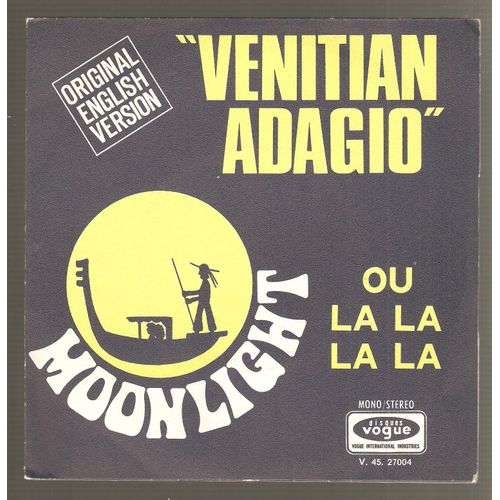 ORIGINAL
ENGLISH
VERSION
"VENITIAN
ADAGIO"
MOONLIGHT
OU
LA LA
LA LA
MONO/STEREO
disques
vogue
VOGUE INTERNATIONAL INDUSTRIES
V. 45. 27004